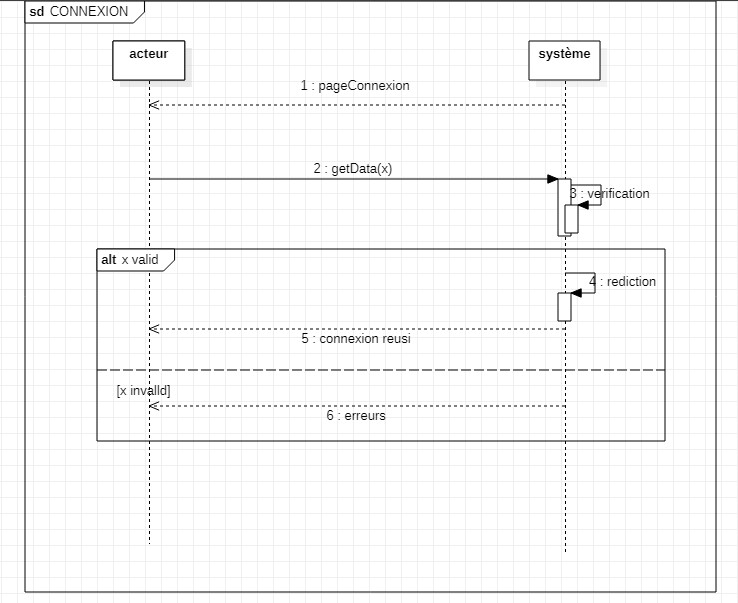 sd CONNEXION
acteur
système
1 : pageConnexion
2 : getData(x)
3 : verification
alt x valid
4 : rediction
5 : connexion reusi
[x invalId]
6 : erreurs